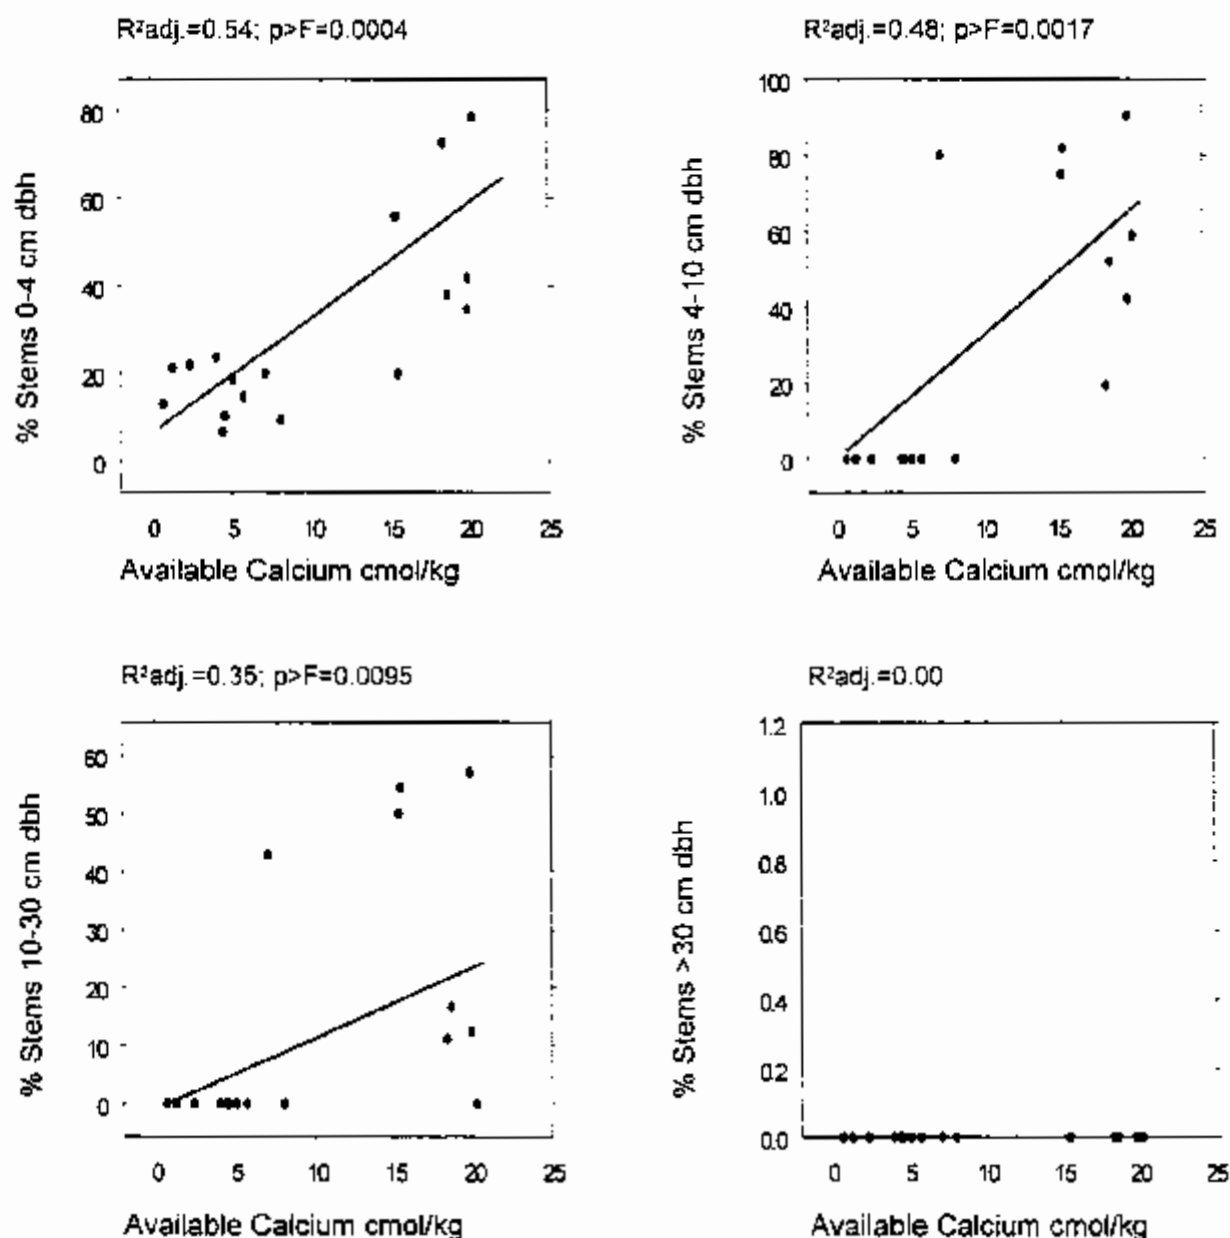 R²adj.=0.54; p>F=0.0004
80
60
40
20
0
% Stems 0-4 cm dbh
0 5 10 15 20 25
Available Calcium cmol/kg
R²adj.=0.48; p>F=0.0017
100
80
60
40
20
0
% Stems 4-10 cm dbh
0 5 10 15 20 25
Available Calcium cmol/kg
R²adj.=0.35; p>F=0.0095
60
50
40
30
20
10
0
% Stems 10-30 cm dbh
0 5 10 15 20 25
Available Calcium cmol/kg
R²adj.=0.00
1.2
1.0
0.8
0.6
0.4
0.2
0.0
% Stems >30 cm dbh
0 5 10 15 20 25
Available Calcium cmol/kg